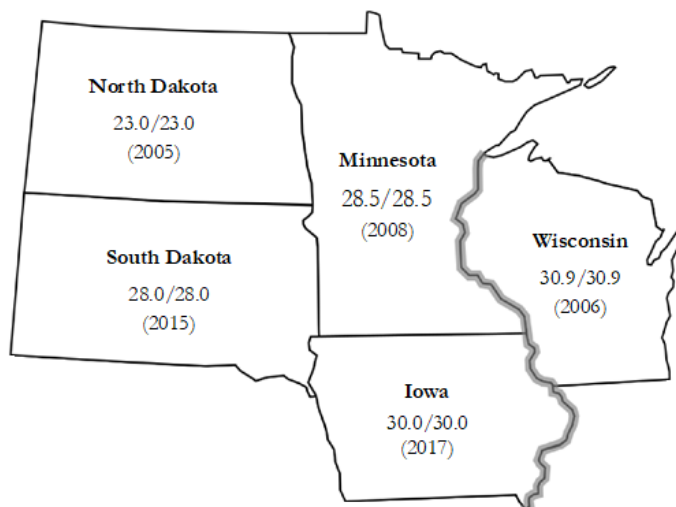 North Dakota
23.0/23.0
(2005)
Minnesota
28.5/28.5
(2008)
South Dakota
28.0/28.0
(2015)
Wisconsin
30.9/30.9
(2006)
Iowa
30.0/30.0
(2017)